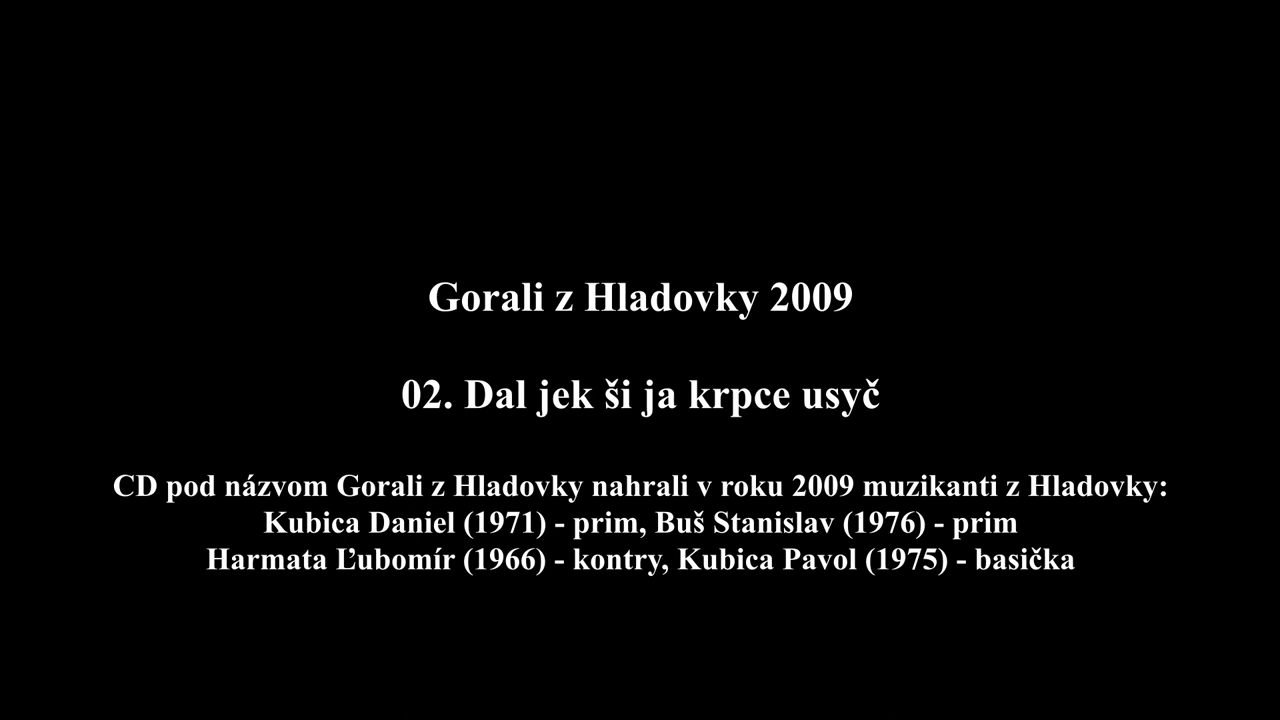 Gorali z Hladovky 2009
02. Dal jek ši ja krpce usyč
CD pod názvom Gorali z Hladovky nahrali v roku 2009 muzikanti z Hladovky:
Kubica Daniel (1971) - prim, Buš Stanislav (1976) - prim
Harmata Ľubomír (1966) - kontry, Kubica Pavol (1975) - basička